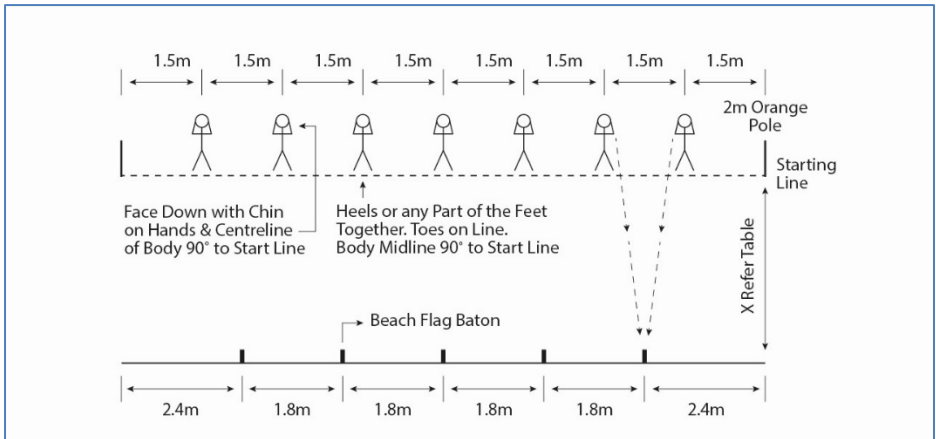 1.5m 1.5m 1.5m 1.5m 1.5m 1.5m 1.5m 1.5m
2m Orange
Pole
Starting
Line
Face Down with Chin
on Hands & Centreline
of Body 90˚ to Start Line
Heels or any Part of the Feet
Together. Toes on Line.
Body Midline 90˚ to Start Line
X Refer Table
Beach Flag Baton
2.4m 1.8m 1.8m 1.8m 1.8m 2.4m